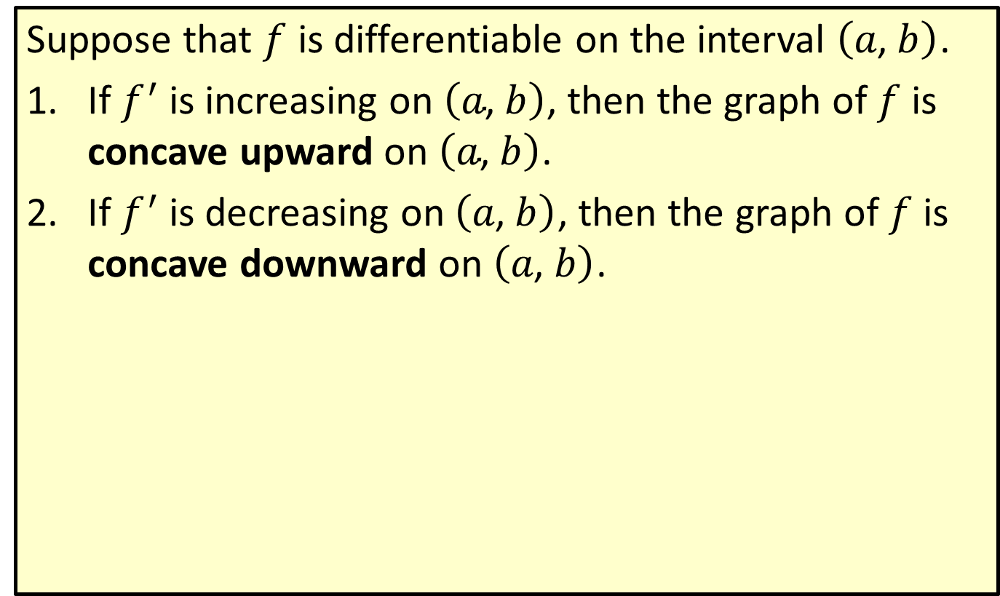 Suppose that f is differentiable on the interval (a, b).
1. If f′ is increasing on (a, b), then the graph of f is
concave upward on (a, b).
2. If f′ is decreasing on (a, b), then the graph of f is
concave downward on (a, b).